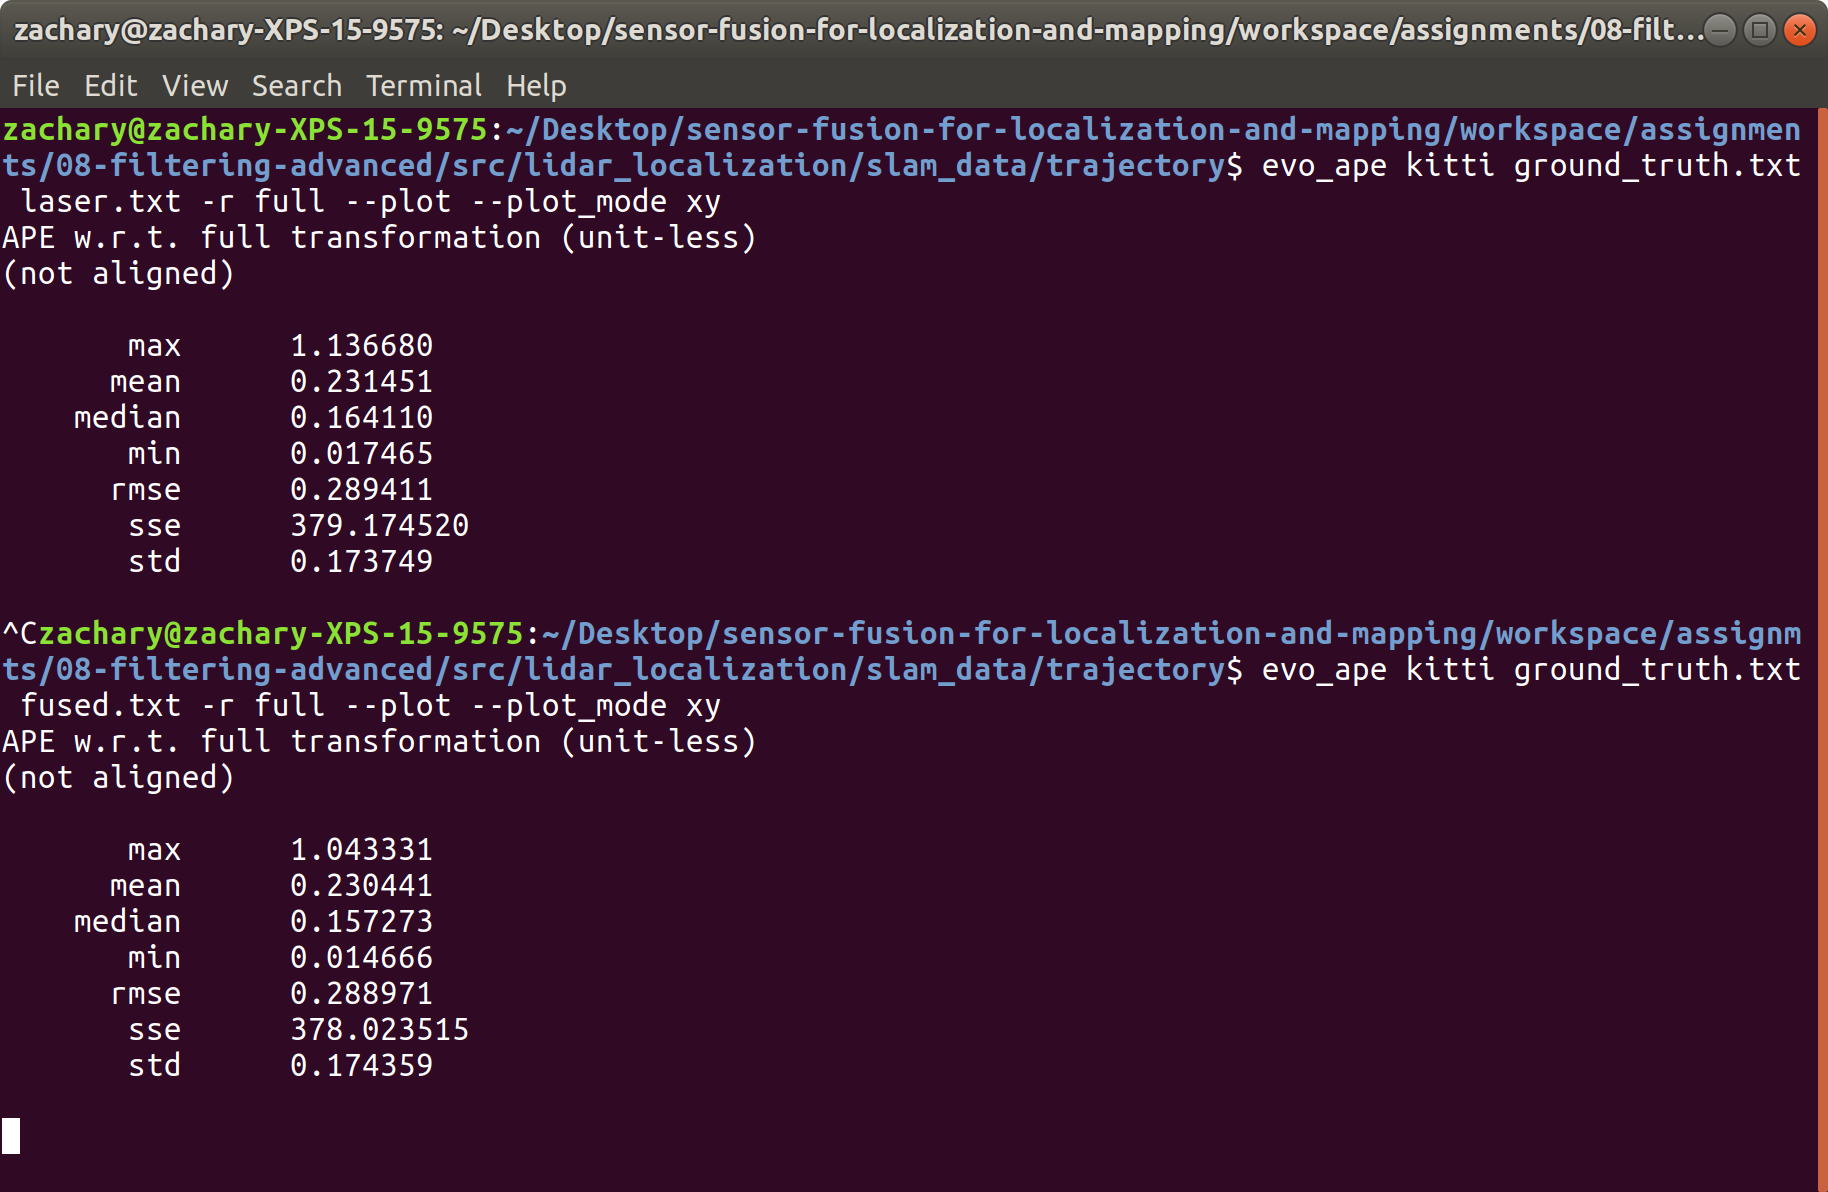 zachary@zachary-XPS-15-9575: ~/Desktop/sensor-fusion-for-localization-and-mapping/workspace/assignments/08-filt...
File Edit View Search Terminal Help
zachary@zachary-XPS-15-9575:~/Desktop/sensor-fusion-for-localization-and-mapping/workspace/assignmen
ts/08-filtering-advanced/src/lidar_localization/slam_data/trajectory$ evo_ape kitti ground_truth.txt
laser.txt -r full --plot --plot_mode xy
APE w.r.t. full transformation (unit-less)
(not aligned)
max 1.136680
mean 0.231451
median 0.164110
min 0.017465
rmse 0.289411
sse 379.174520
std 0.173749
^Czachary@zachary-XPS-15-9575:~/Desktop/sensor-fusion-for-localization-and-mapping/workspace/assignm
ts/08-filtering-advanced/src/lidar_localization/slam_data/trajectory$ evo_ape kitti ground_truth.txt
fused.txt -r full --plot --plot_mode xy
APE w.r.t. full transformation (unit-less)
(not aligned)
max 1.043331
mean 0.230441
median 0.157273
min 0.014666
rmse 0.288971
sse 378.023515
std 0.174359